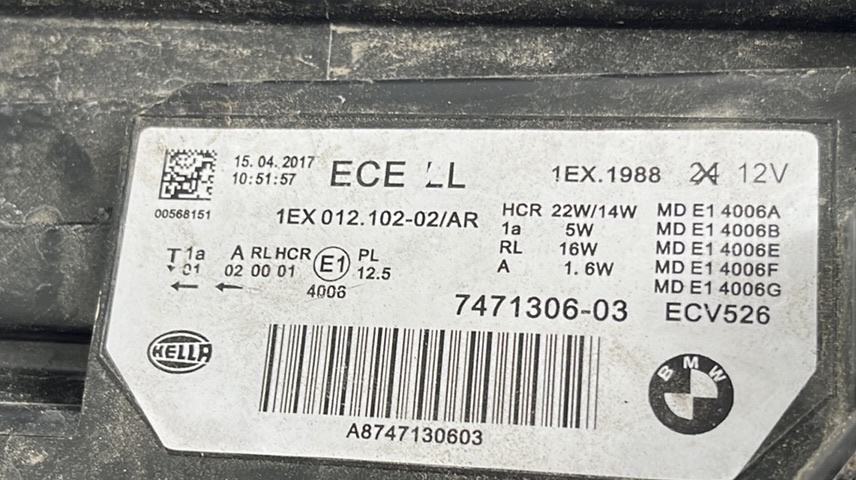 15.04.2017
10:51:57
ECE LL
1EX.1988 24 12V
00568151
1EX 012.102-02/AR
HCR 22W/14W MD E1 4006A
1a 5W MD E1 4006B
RL 16W MD E1 4006E
A 1.6W MD E1 4006F
MD E1 4006G
T 1a A RL HCR E1 PL
01 02 00 01 12.5
4006
7471306-03 ECV526
HELLA
BMW
A8747130603